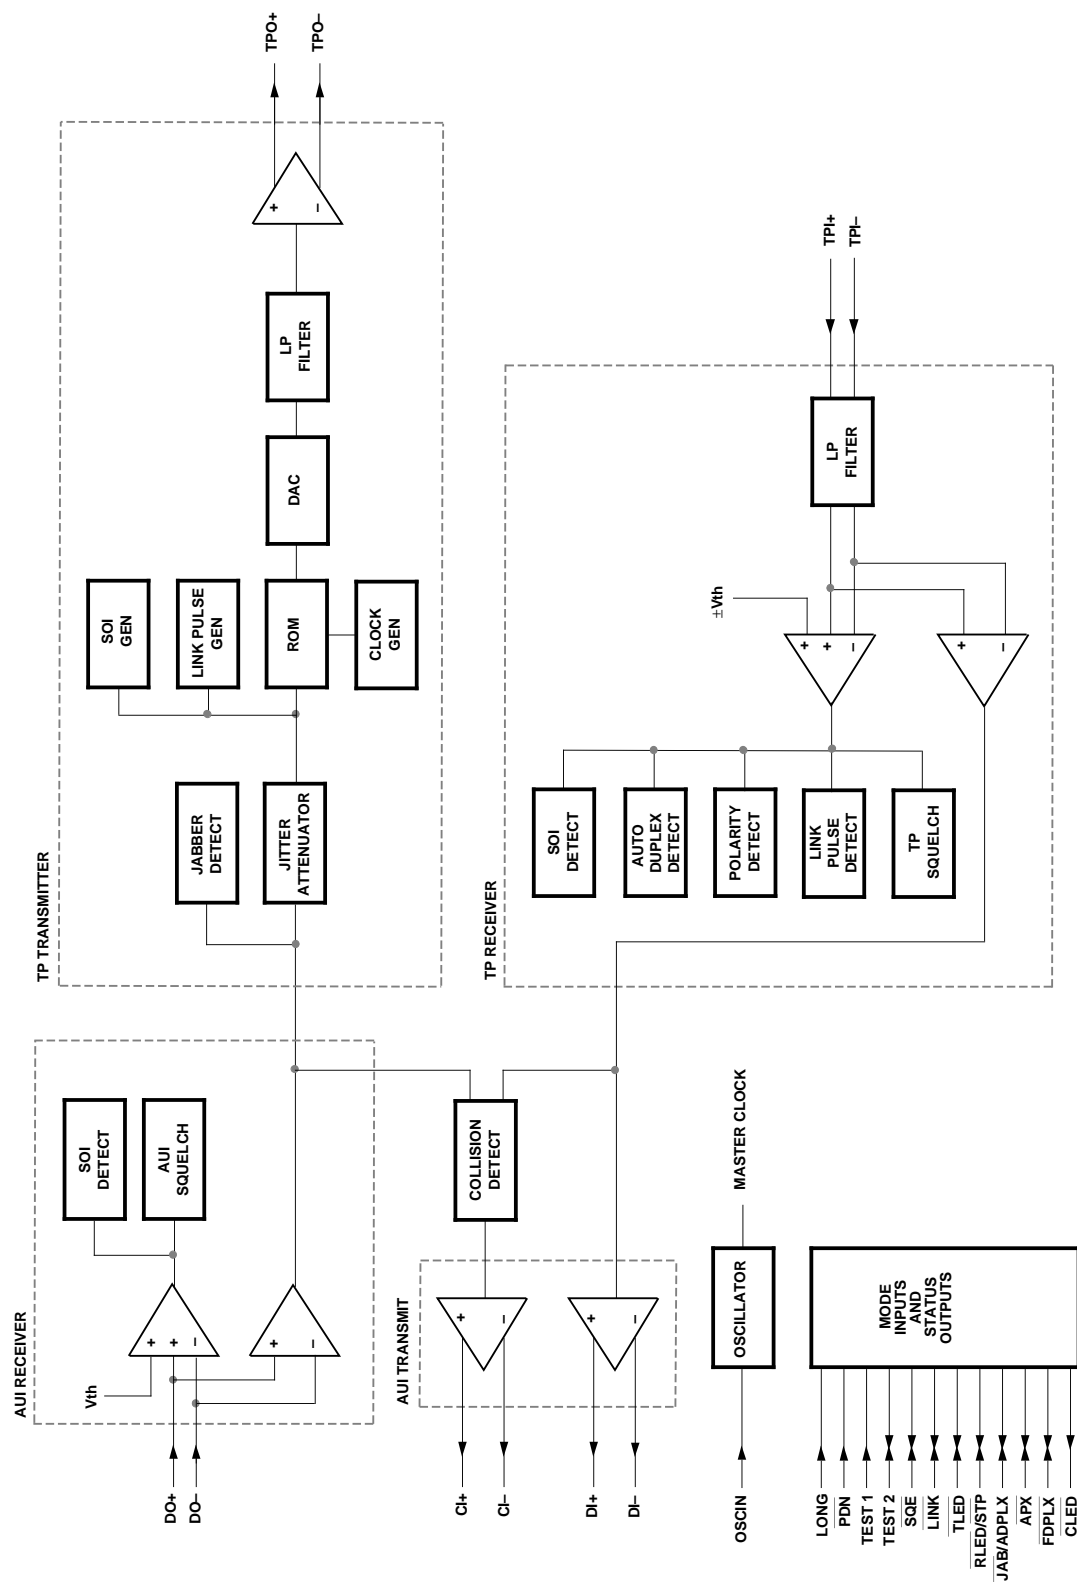 AUI RECEIVER
Vth
DO+
DO–
+
+
–
+
–
SOI
DETECT
AUI
SQUELCH
TP TRANSMITTER
JABBER
DETECT
JITTER
ATTENUATOR
SOI
GEN
LINK PULSE
GEN
ROM
CLOCK
GEN
DAC
LP
FILTER
+
–
TPO+
TPO–
AUI TRANSMIT
CI+
CI–
+
–
DI+
DI–
+
–
COLLISION
DETECT
TP RECEIVER
SOI
DETECT
AUTO
DUPLEX
DETECT
POLARITY
DETECT
LINK
PULSE
DETECT
TP
SQUELCH
±Vth
+
+
–
+
–
LP
FILTER
TPI+
TPI–
OSCIN
OSCILLATOR
MASTER CLOCK
LONG
PDN
TEST 1
TEST 2
SQE
LINK
TLED
RLED/STP
JAB/ADPLX
APX
FDPLX
CLED
MODE
INPUTS
AND
STATUS
OUTPUTS